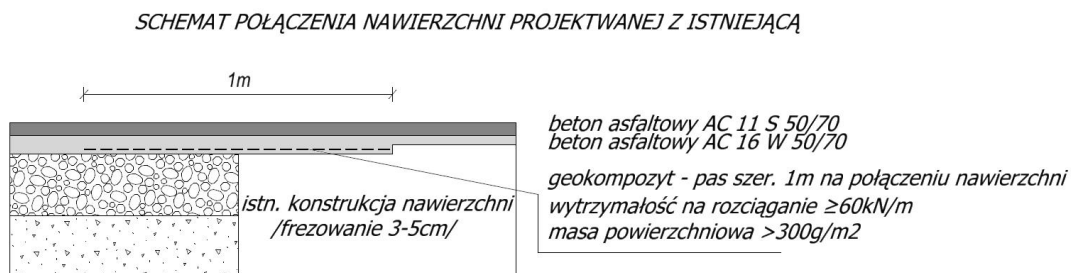 SCHEMAT POŁĄCZENIA NAWIERZCHNI PROJEKTWANEJ Z ISTNIEJĄCĄ
1m
beton asfaltowy AC 11 S 50/70
beton asfaltowy AC 16 W 50/70
geokompozyt - pas szer. 1m na połączeniu nawierzchni
wytrzymałość na rozciąganie ≥60kN/m
masa powierzchniowa >300g/m2
istn. konstrukcja nawierzchni
/frezowanie 3-5cm/